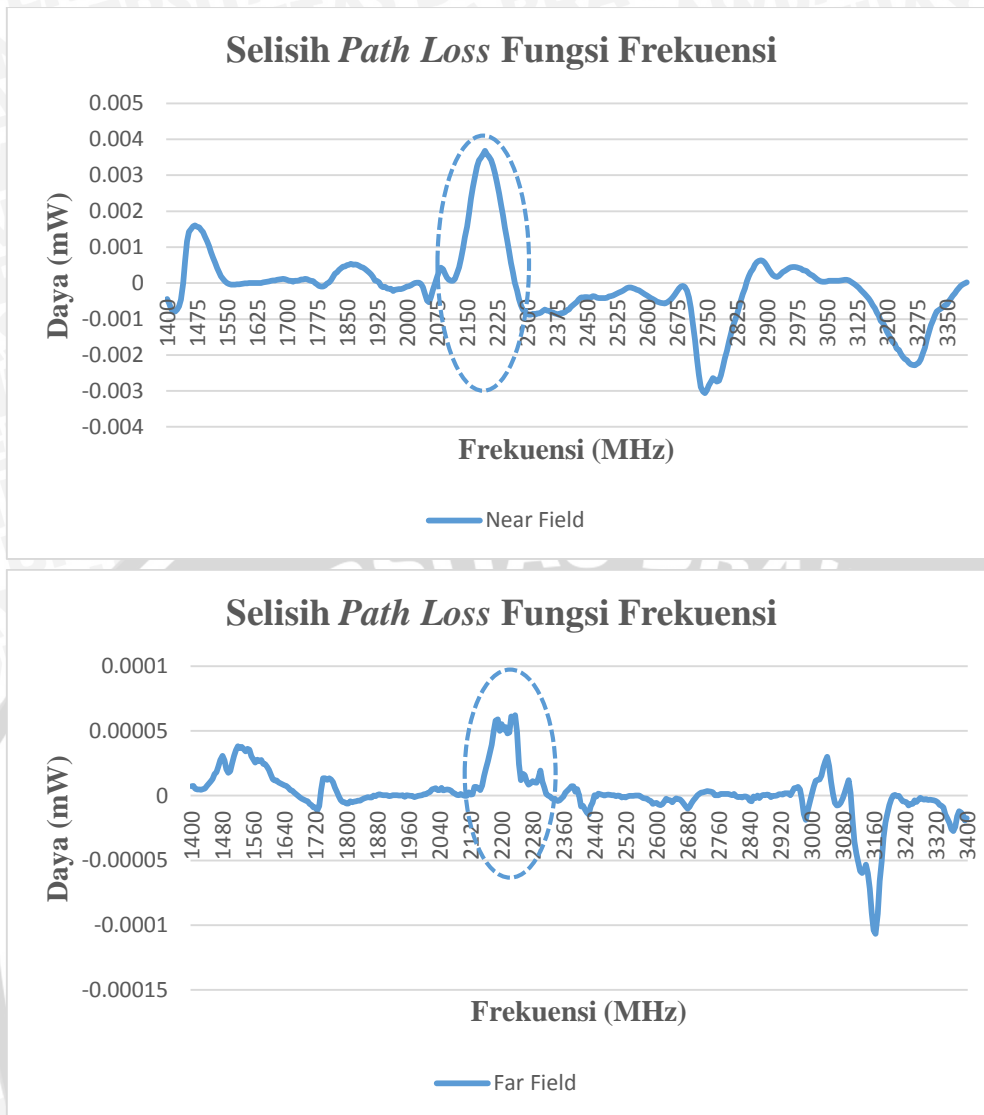 Selisih Path Loss Fungsi Frekuensi
0.005
0.004
0.003
0.002
0.001
0
-0.001
-0.002
-0.003
-0.004
Daya (mW)
1400 1475 1550 1625 1700 1775 1850 1925 2000 2075 2150 2225 2300 2375 2450 2525 2600 2675 2750 2825 2900 2975 3050 3125 3200 3275 3350
Frekuensi (MHz)
Near Field
Selisih Path Loss Fungsi Frekuensi
0.0001
0.00005
0
-0.00005
-0.0001
-0.00015
Daya (mW)
1400 1480 1560 1640 1720 1800 1880 1960 2040 2120 2200 2280 2360 2440 2520 2600 2680 2760 2840 2920 3000 3080 3160 3240 3320 3400
Frekuensi (MHz)
Far Field